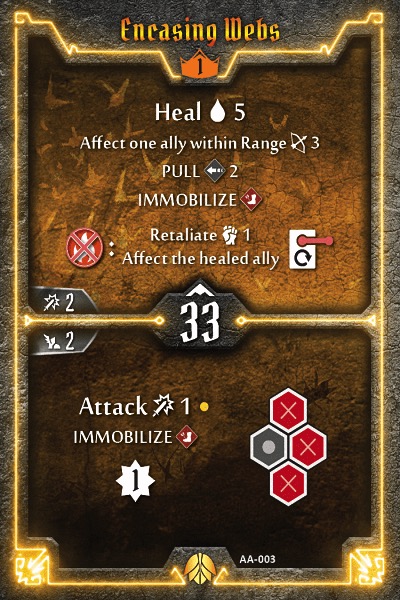 Encasing Webs
1
Heal 5
Affect one ally within Range 3
PULL 2
IMMOBILIZE
Retaliate 1
: Affect the healed ally
2
33
2
Attack 1
IMMOBILIZE
1
AA-003